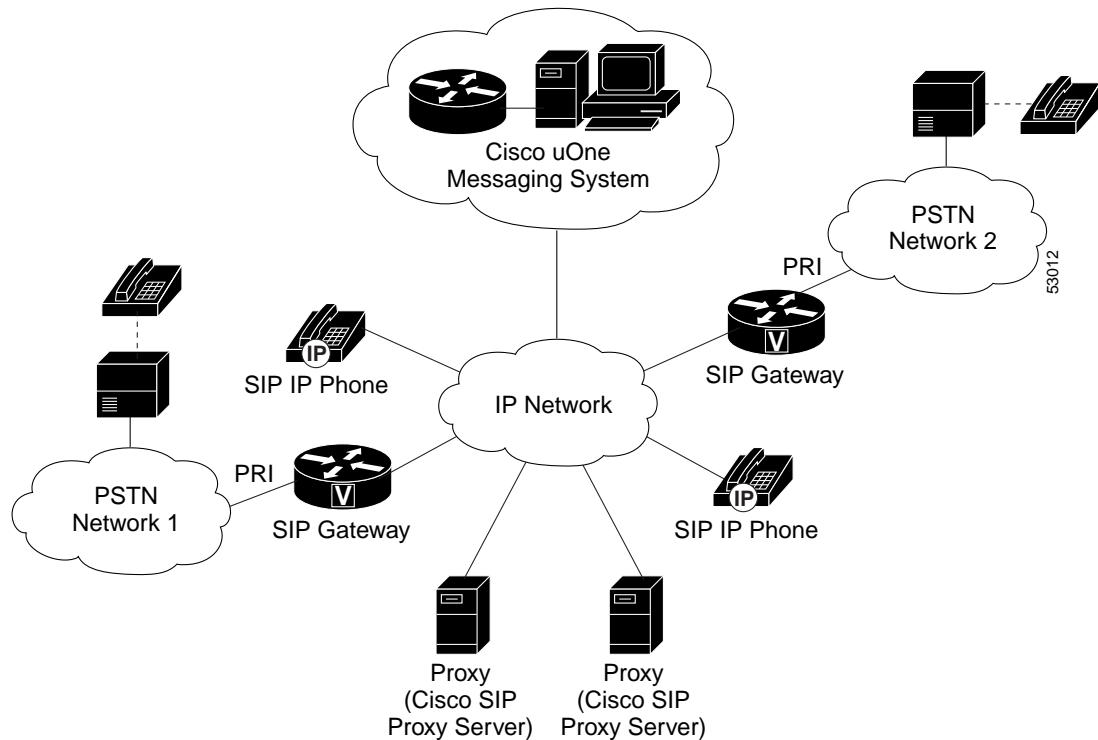 Cisco uOne
Messaging System
PSTN
Network 2
53012
PRI
V
SIP Gateway
IP
SIP IP Phone
IP Network
PSTN
Network 1
PRI
V
SIP Gateway
IP
SIP IP Phone
Proxy
(Cisco SIP
Proxy Server)
Proxy
(Cisco SIP
Proxy Server)